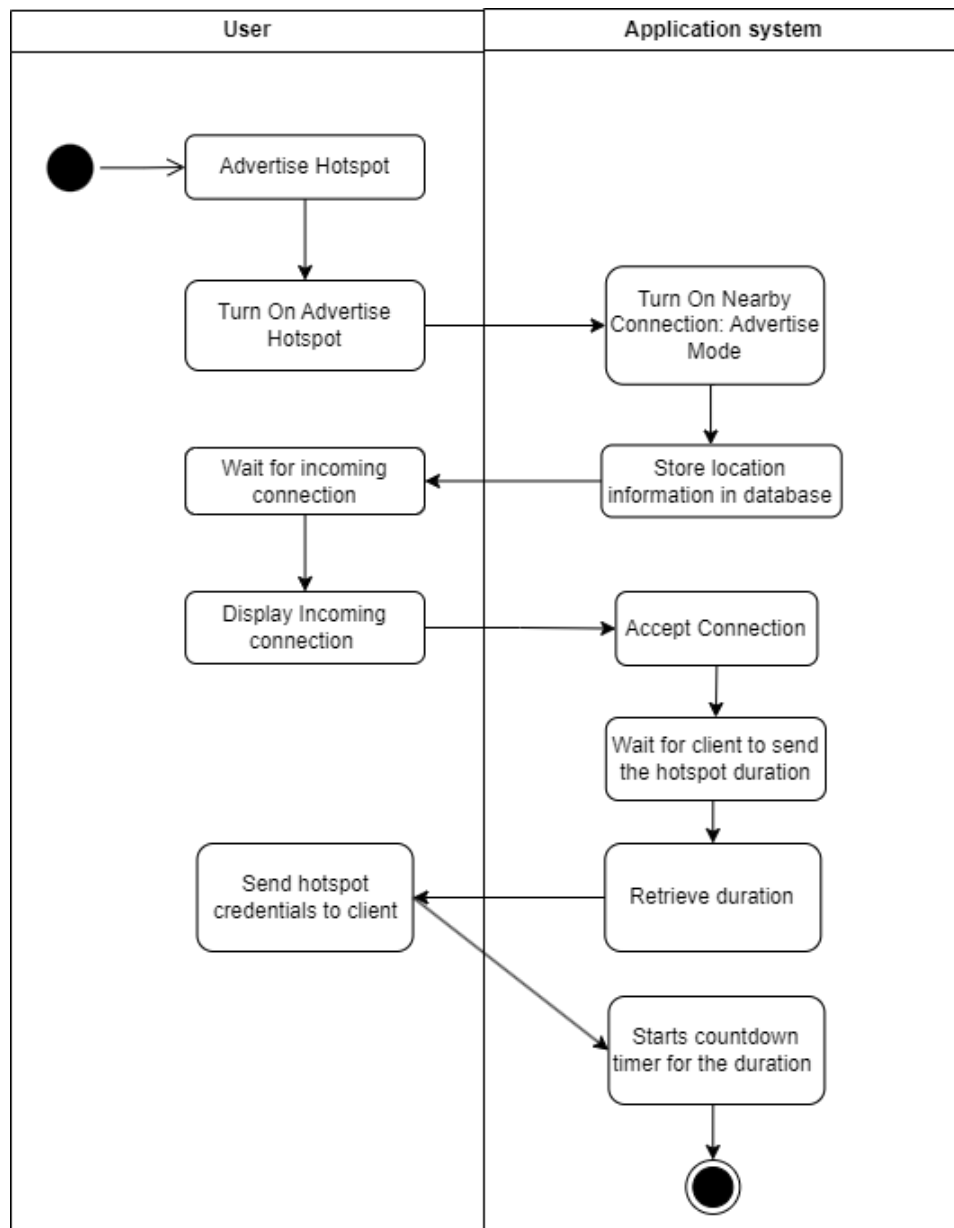 User
Application system
Advertise Hotspot
Turn On Advertise
Hotspot
Turn On Nearby
Connection: Advertise
Mode
Store location
information in database
Wait for incoming
connection
Display Incoming
connection
Accept Connection
Wait for client to send
the hotspot duration
Retrieve duration
Send hotspot
credentials to client
Starts countdown
timer for the duration